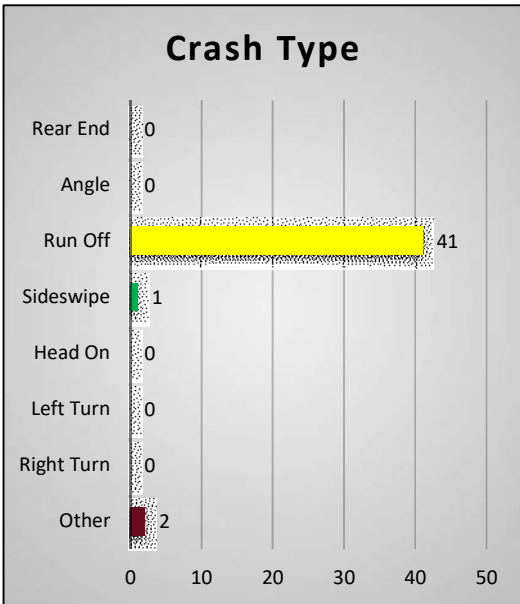 Crash Type
Rear End 0
Angle 0
Run Off 41
Sideswipe 1
Head On 0
Left Turn 0
Right Turn 0
Other 2
0 10 20 30 40 50